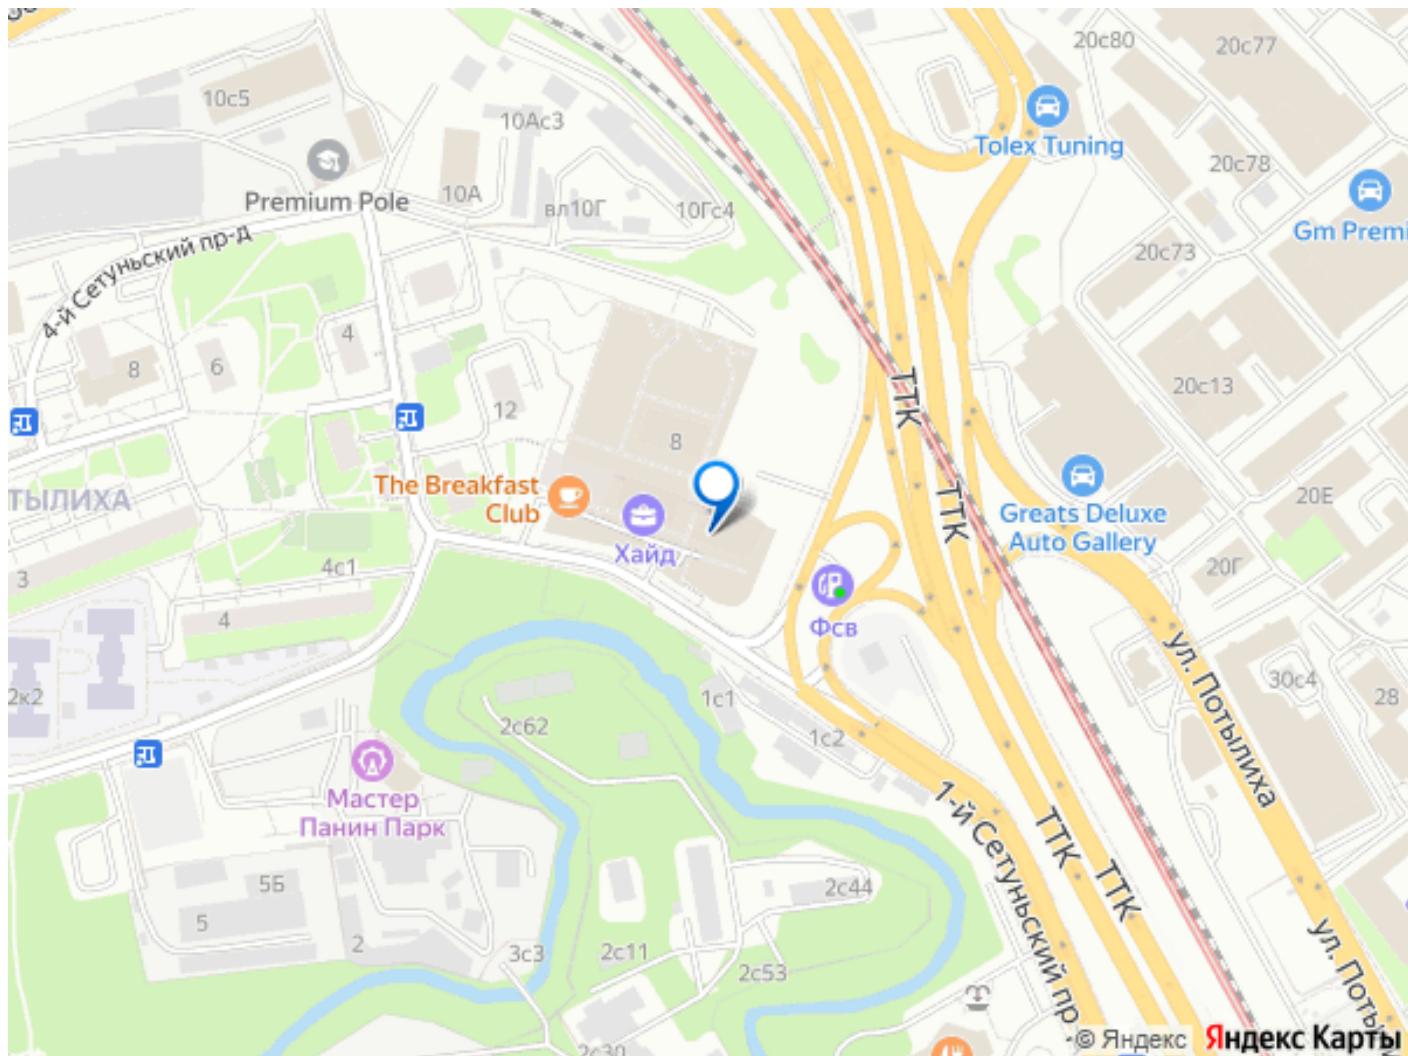 20с80
20с77
10с5
10Ас3
Tolex Tuning
20с78
Premium Pole
10А
вл10Г
10Гс4
Gm Premi
4-й Сетуньский пр-д
20с73
4
8
6
ТТК
20с13
12
8
The Breakfast
Club
ТЫЛИХА
Хайд
ТТК
Greats Deluxe
Auto Gallery
20Е
3
4с1
20Г
4
Фсв
ул. Потылиха
2к2
1с1
30с4
28
2с62
1с2
Мастер
Панин Парк
1-й Сетуньский пр
ТТК
ТТК
5Б
2с44
5
2
3с3
2с11
2с53
ул. Поты
2с30
© Яндекс
Яндекс Карты